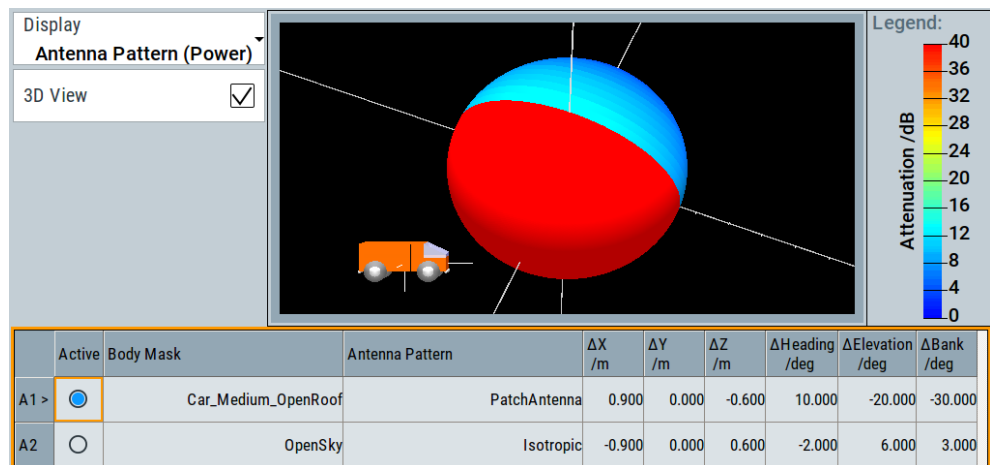 Display
Antenna Pattern (Power)
3D View
Legend:
40
36
32
28
24
20
16
12
8
4
0
Attenuation /dB
Active Body Mask Antenna Pattern ΔX /m ΔY /m ΔZ /m ΔHeading /deg ΔElevation /deg ΔBank /deg
A1 > Car_Medium_OpenRoof PatchAntenna 0.900 0.000 -0.600 10.000 -20.000 -30.000
A2 OpenSky Isotropic -0.900 0.000 0.600 -2.000 6.000 3.000